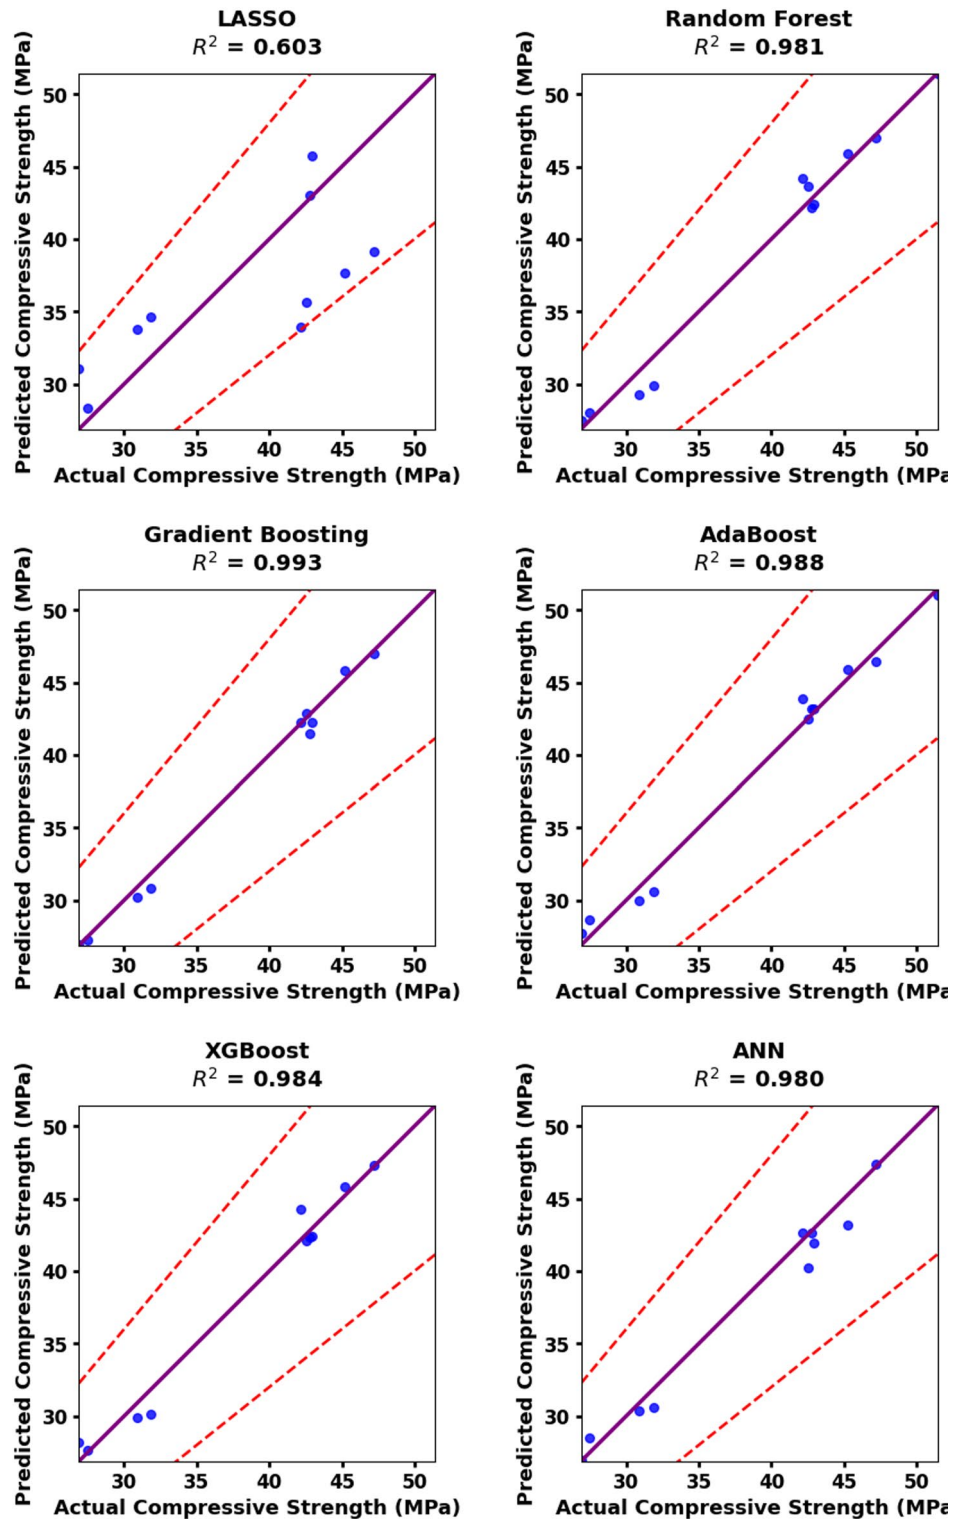 LASSO
R² = 0.603
Predicted Compressive Strength (MPa)
50
45
40
35
30
30 35 40 45 50
Actual Compressive Strength (MPa)
Random Forest
R² = 0.981
Predicted Compressive Strength (MPa)
50
45
40
35
30
30 35 40 45 50
Actual Compressive Strength (MPa
Gradient Boosting
R² = 0.993
Predicted Compressive Strength (MPa)
50
45
40
35
30
30 35 40 45 50
Actual Compressive Strength (MPa)
AdaBoost
R² = 0.988
Predicted Compressive Strength (MPa)
50
45
40
35
30
30 35 40 45 50
Actual Compressive Strength (MPa
XGBoost
R² = 0.984
Predicted Compressive Strength (MPa)
50
45
40
35
30
30 35 40 45 50
Actual Compressive Strength (MPa)
ANN
R² = 0.980
Predicted Compressive Strength (MPa)
50
45
40
35
30
30 35 40 45 50
Actual Compressive Strength (MPa